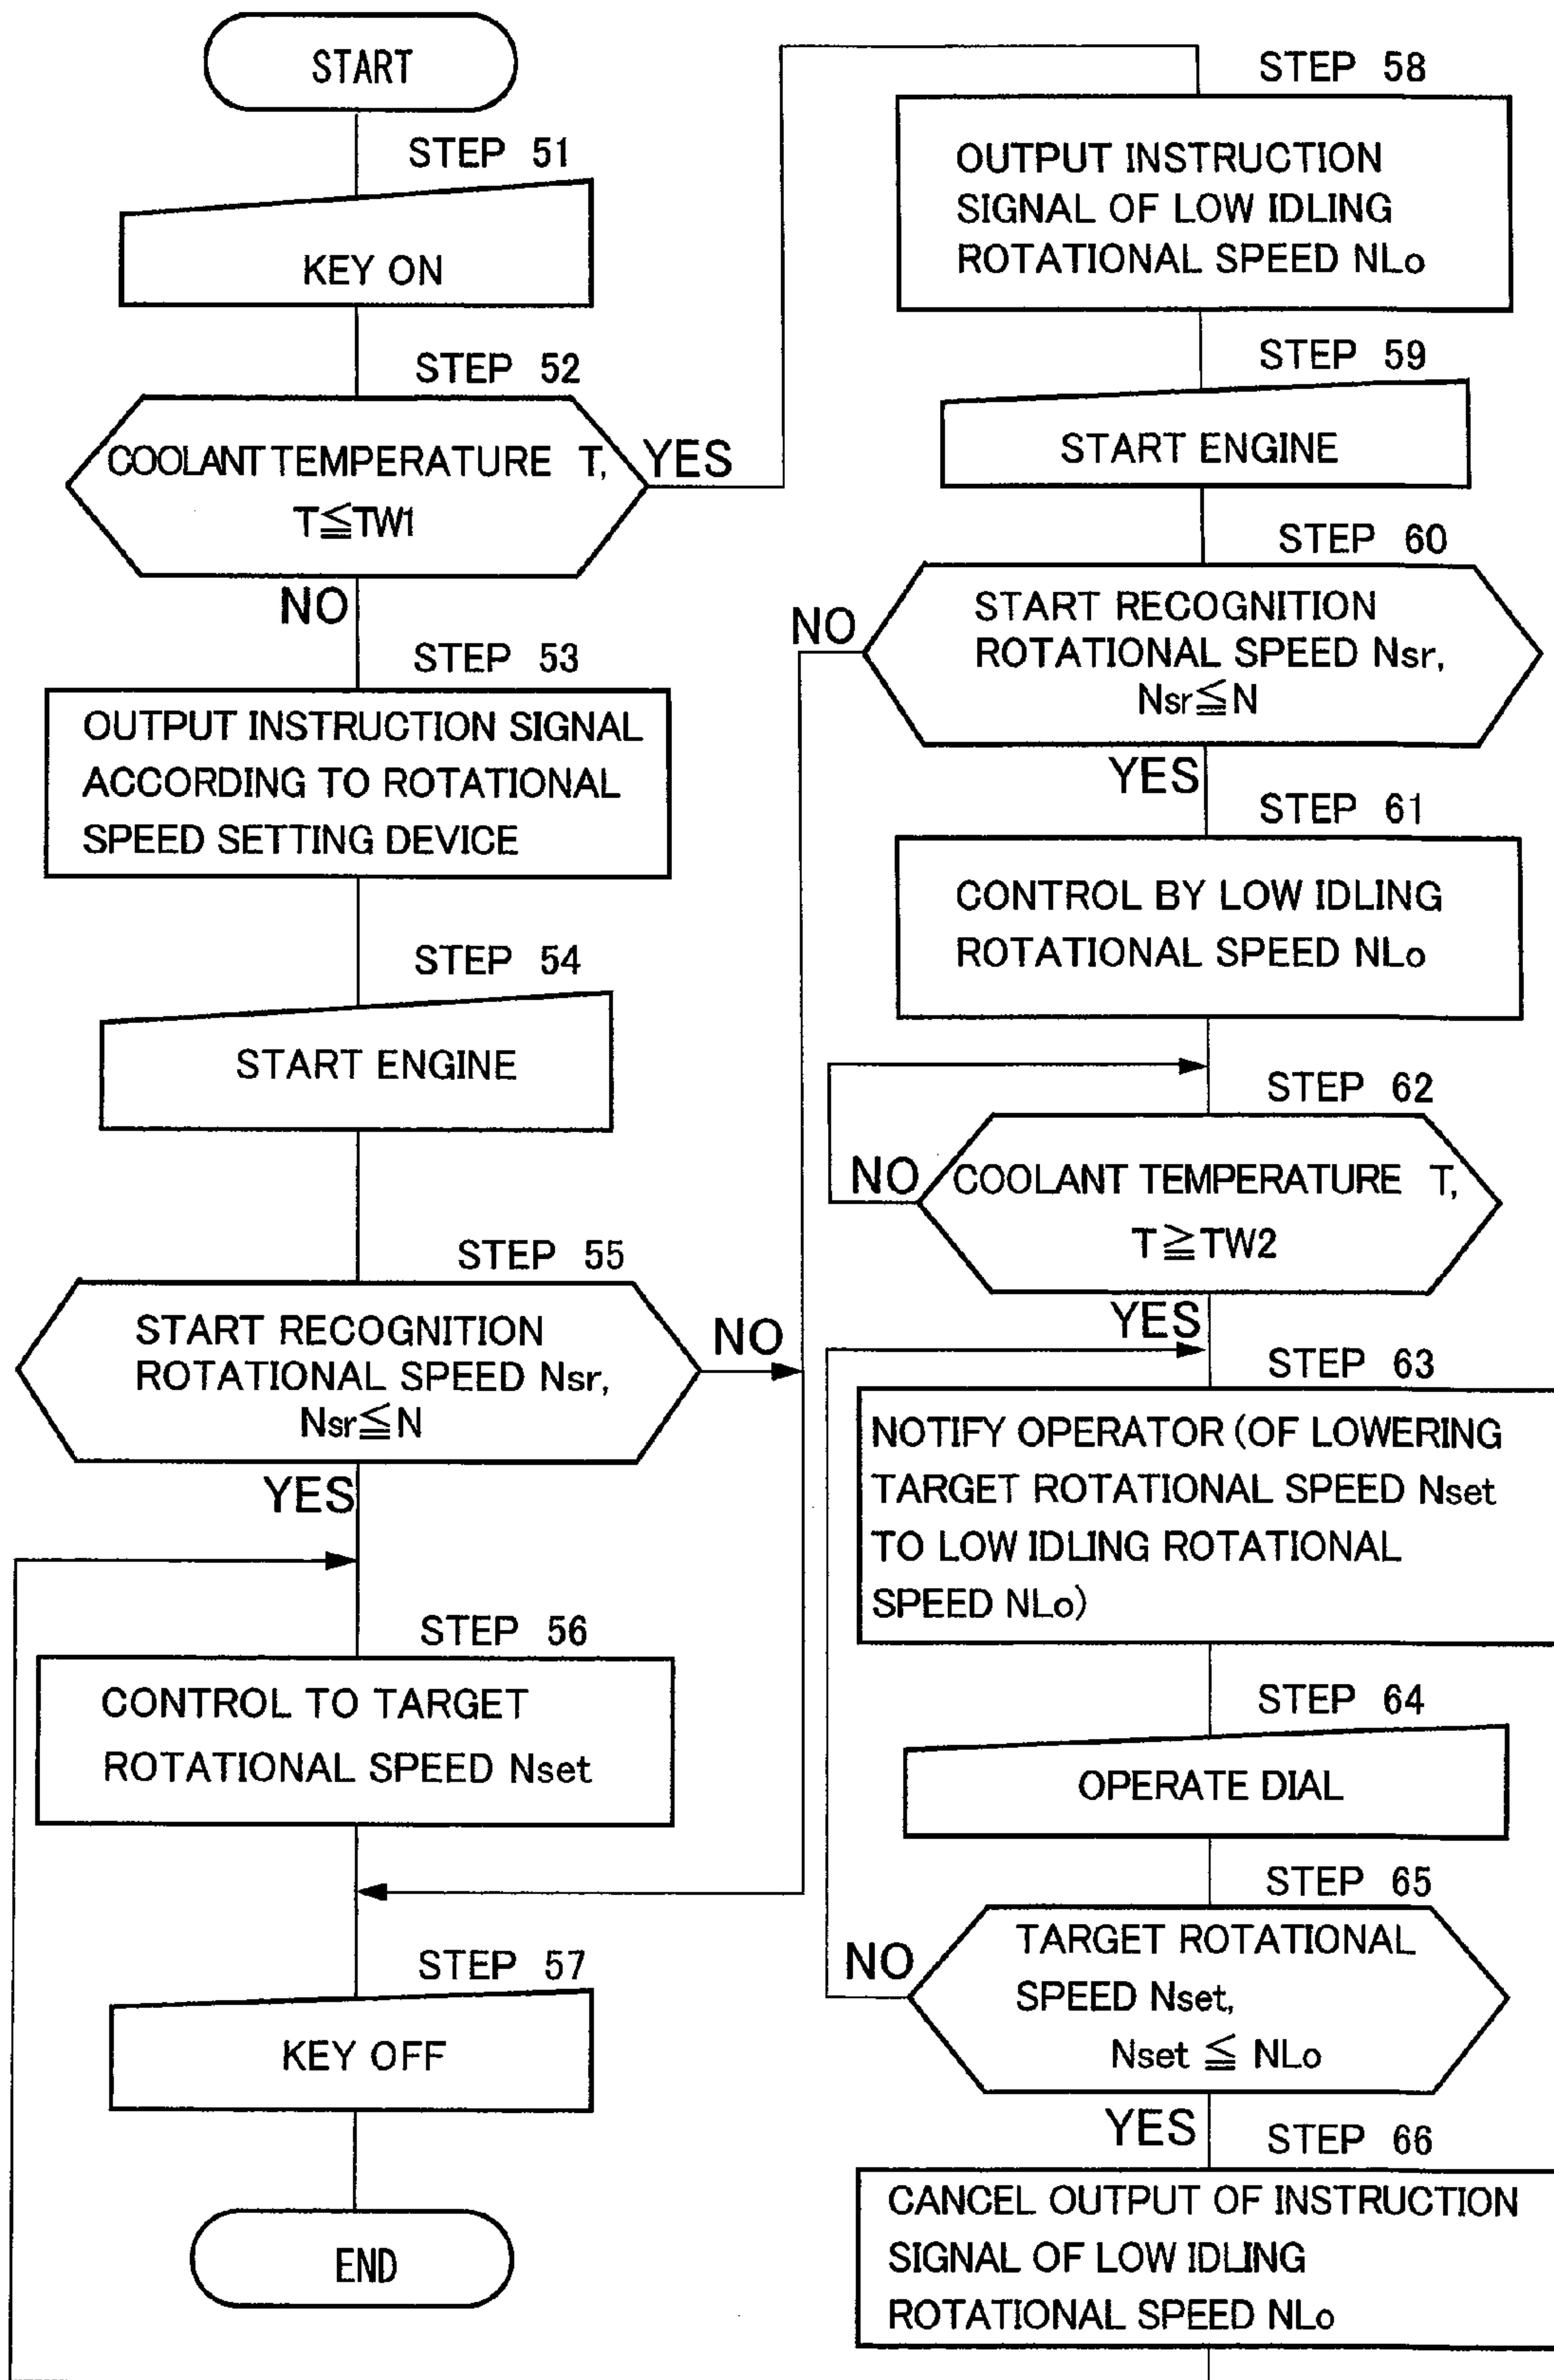 START
STEP 51
KEY ON
STEP 52
COOLANT TEMPERATURE T,
T≦TW1
YES
NO
STEP 53
OUTPUT INSTRUCTION SIGNAL
ACCORDING TO ROTATIONAL
SPEED SETTING DEVICE
STEP 54
START ENGINE
STEP 55
START RECOGNITION
ROTATIONAL SPEED Nsr,
Nsr≦N
NO
YES
STEP 56
CONTROL TO TARGET
ROTATIONAL SPEED Nset
STEP 57
KEY OFF
END
STEP 58
OUTPUT INSTRUCTION
SIGNAL OF LOW IDLING
ROTATIONAL SPEED NLo
STEP 59
START ENGINE
STEP 60
START RECOGNITION
ROTATIONAL SPEED Nsr,
Nsr≦N
NO
YES
STEP 61
CONTROL BY LOW IDLING
ROTATIONAL SPEED NLo
STEP 62
COOLANT TEMPERATURE T,
T≧TW2
NO
YES
STEP 63
NOTIFY OPERATOR (OF LOWERING
TARGET ROTATIONAL SPEED Nset
TO LOW IDLING ROTATIONAL
SPEED NLo)
STEP 64
OPERATE DIAL
STEP 65
TARGET ROTATIONAL
SPEED Nset,
Nset ≦ NLo
NO
YES
STEP 66
CANCEL OUTPUT OF INSTRUCTION
SIGNAL OF LOW IDLING
ROTATIONAL SPEED NLo